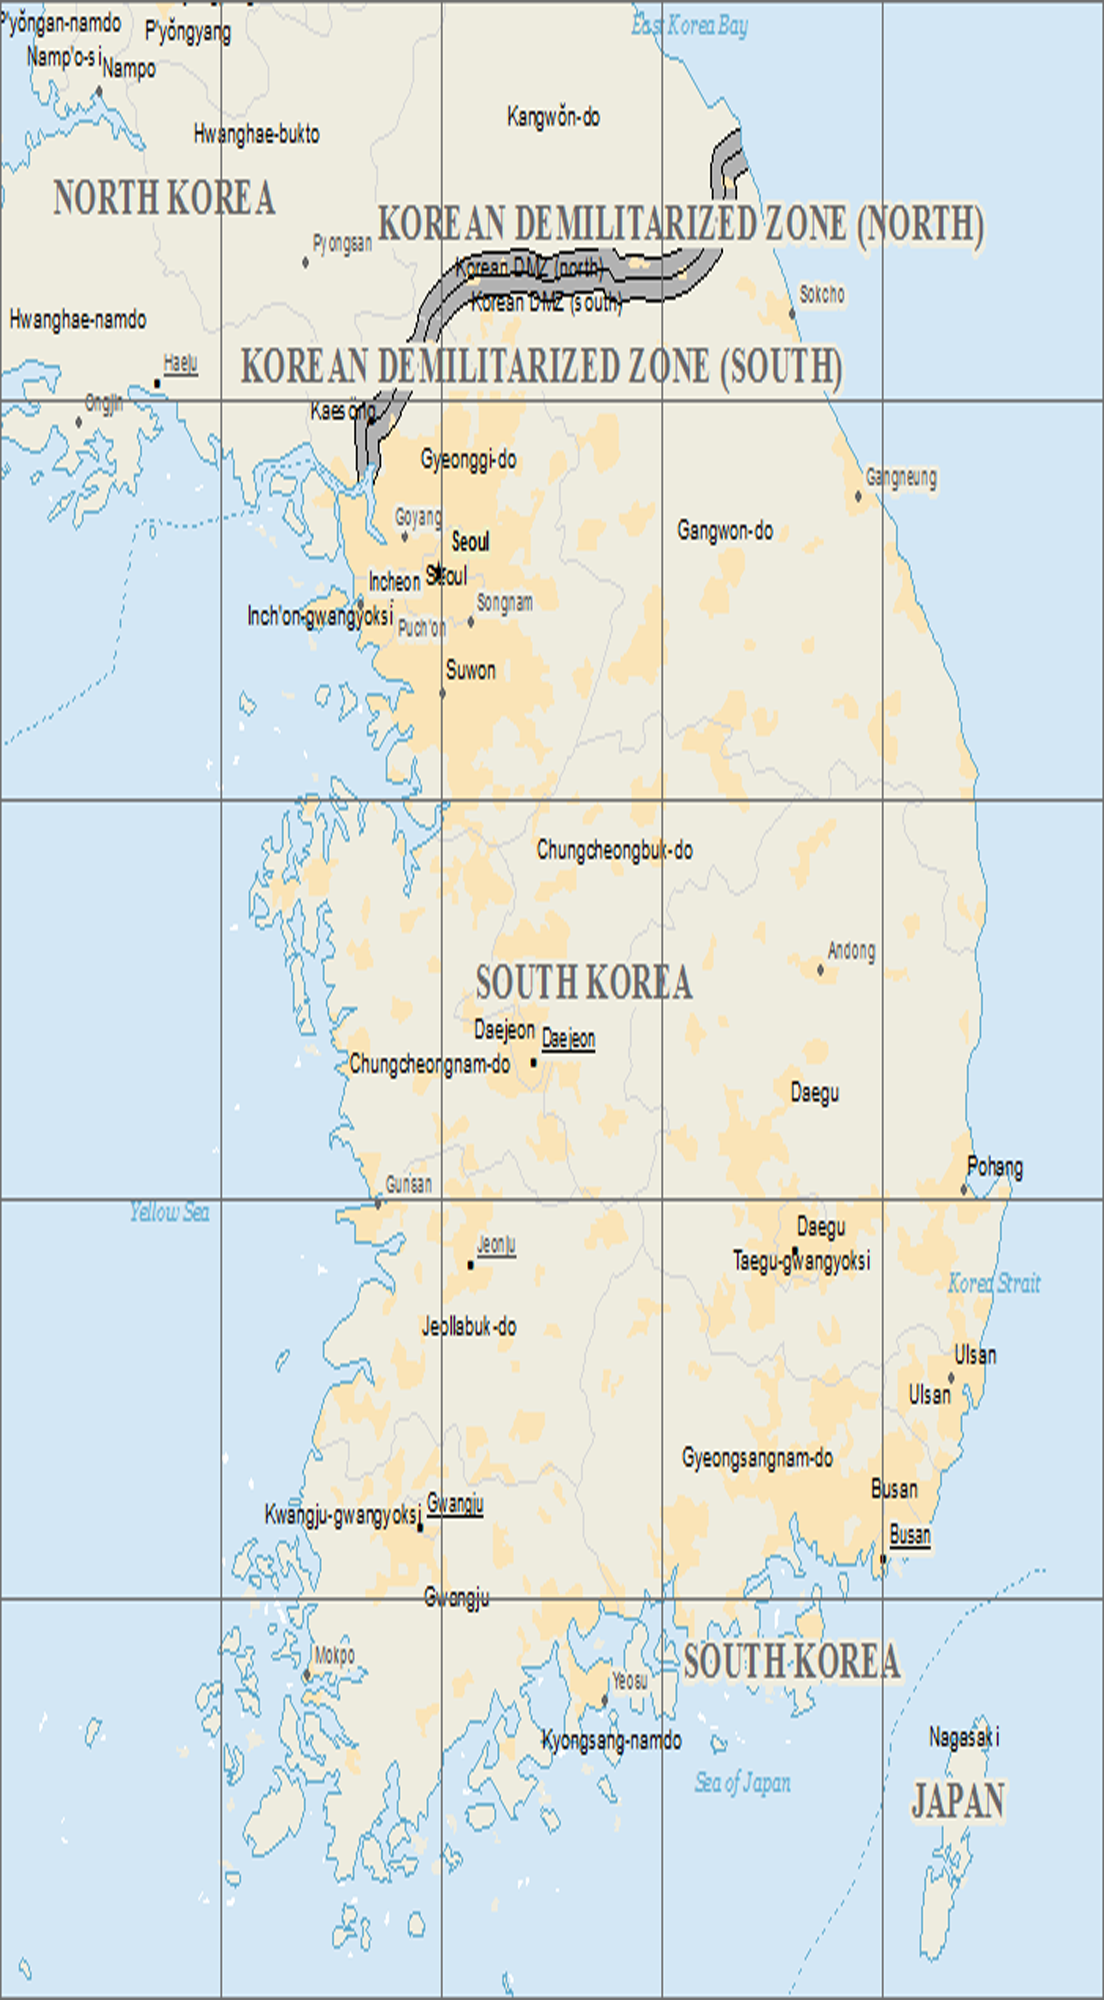 P'yŏngan-namdo
P'yŏngyang
East Korea Bay
Namp'o-si
Nampo
Kangwŏn-do
Hwanghae-bukto
NORTH KOREA
KOREAN DEMILITARIZED ZONE (NORTH)
Pyongsan
Korean DMZ (north)
Korean DMZ (south)
Sokcho
Hwanghae-namdo
Haeju
KOREAN DEMILITARIZED ZONE (SOUTH)
Ongjin
Kaesŏng
Gyeonggi-do
Gangneung
Goyang
Gangwon-do
Seoul
Incheon
Seoul
Songnam
Inch'on-gwangyoksi
Puch'on
Suwon
Chungcheongbuk-do
Andong
SOUTH KOREA
Daejeon
Daejeon
Chungcheongnam-do
Daegu
Pohang
Gunsan
Yellow Sea
Daegu
Jeonju
Taegu-gwangyoksi
Korea Strait
Jeollabuk-do
Ulsan
Ulsan
Gyeongsangnam-do
Busan
Gwangju
Kwangju-gwangyoksi
Busan
Gwangju
Mokpo
SOUTH KOREA
Yeosu
Kyongsang-namdo
Nagasaki
Sea of Japan
JAPAN